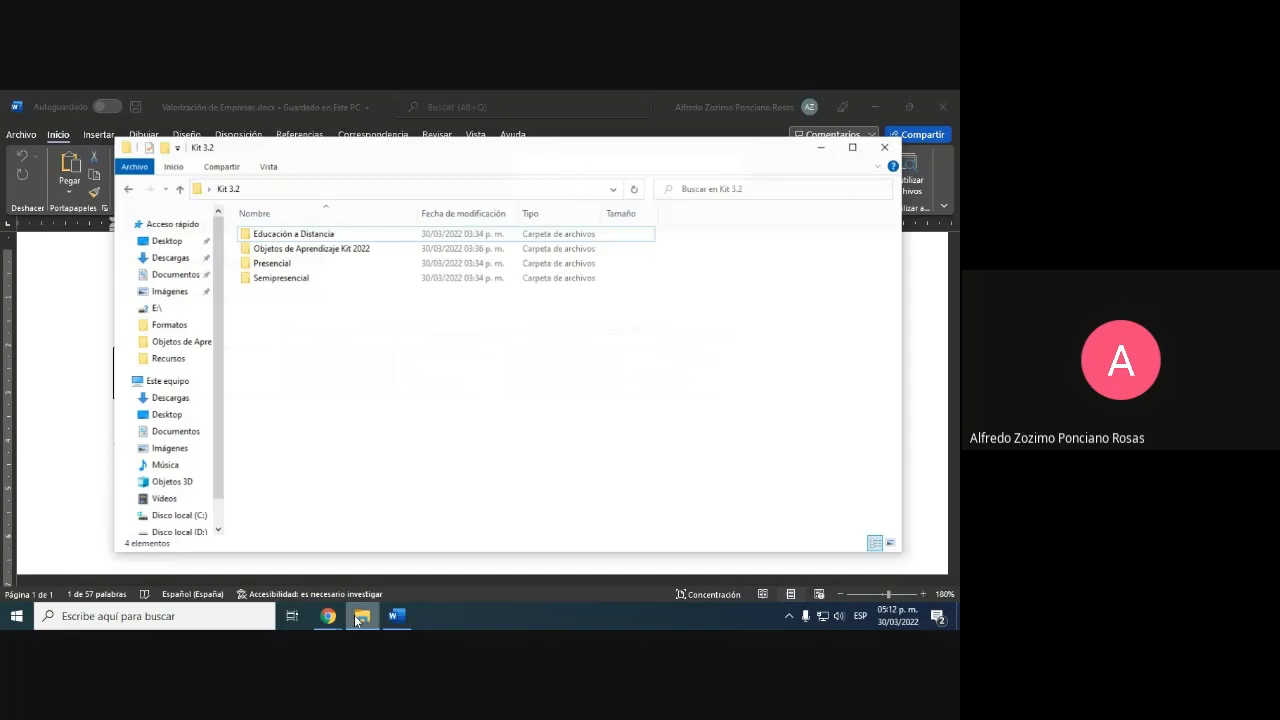 Autoguardado
Valorización de Empresas.docx • Guardado en Este PC
Buscar (Alt+Q)
Alfredo Zozimo Ponciano Rosas
AZ
Archivo Inicio Insertar Dibujar Diseño Disposición Referencias Correspondencia Revisar Vista Ayuda
Comentarios
Compartir
Pegar
Deshacer
Portapapeles
Kit 3.2
Archivo Inicio Compartir Vista
Kit 3.2
Buscar en Kit 3.2
Nombre Fecha de modificación Tipo Tamaño
Educación a Distancia 30/03/2022 03:34 p. m. Carpeta de archivos
Objetos de Aprendizaje Kit 2022 30/03/2022 03:36 p. m. Carpeta de archivos
Presencial 30/03/2022 03:34 p. m. Carpeta de archivos
Semipresencial 30/03/2022 03:34 p. m. Carpeta de archivos
Acceso rápido
Desktop
Descargas
Documentos
Imágenes
E:\
Formatos
Objetos de Apre
Recursos
Este equipo
Descargas
Desktop
Documentos
Imágenes
Música
Objetos 3D
Vídeos
Disco local (C:)
Disco local (D:)
4 elementos
Página 1 de 1 1 de 57 palabras Español (España) Accesibilidad: es necesario investigar
Concentración
180%
Escribe aquí para buscar
ESP
05:12 p. m.
30/03/2022
2
A
Alfredo Zozimo Ponciano Rosas